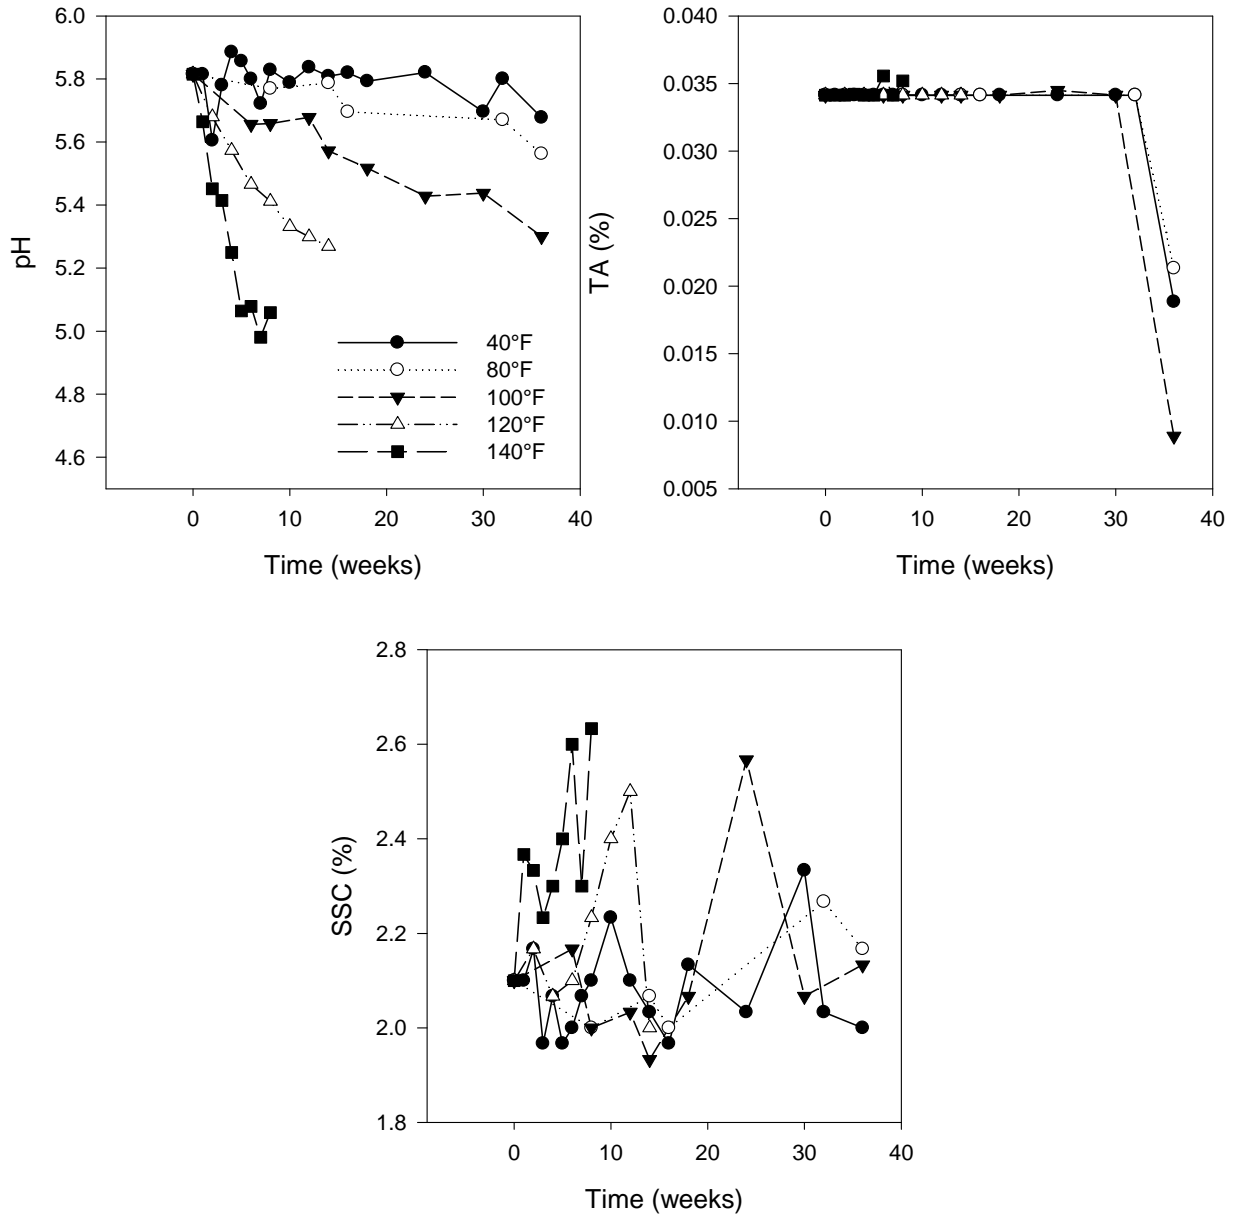 6.0
5.8
5.6
5.4
5.2
5.0
4.8
4.6
pH
0 10 20 30 40
Time (weeks)
40°F
80°F
100°F
120°F
140°F
0.040
0.035
0.030
0.025
0.020
0.015
0.010
0.005
TA (%)
0 10 20 30 40
Time (weeks)
2.8
2.6
2.4
2.2
2.0
1.8
SSC (%)
0 10 20 30 40
Time (weeks)